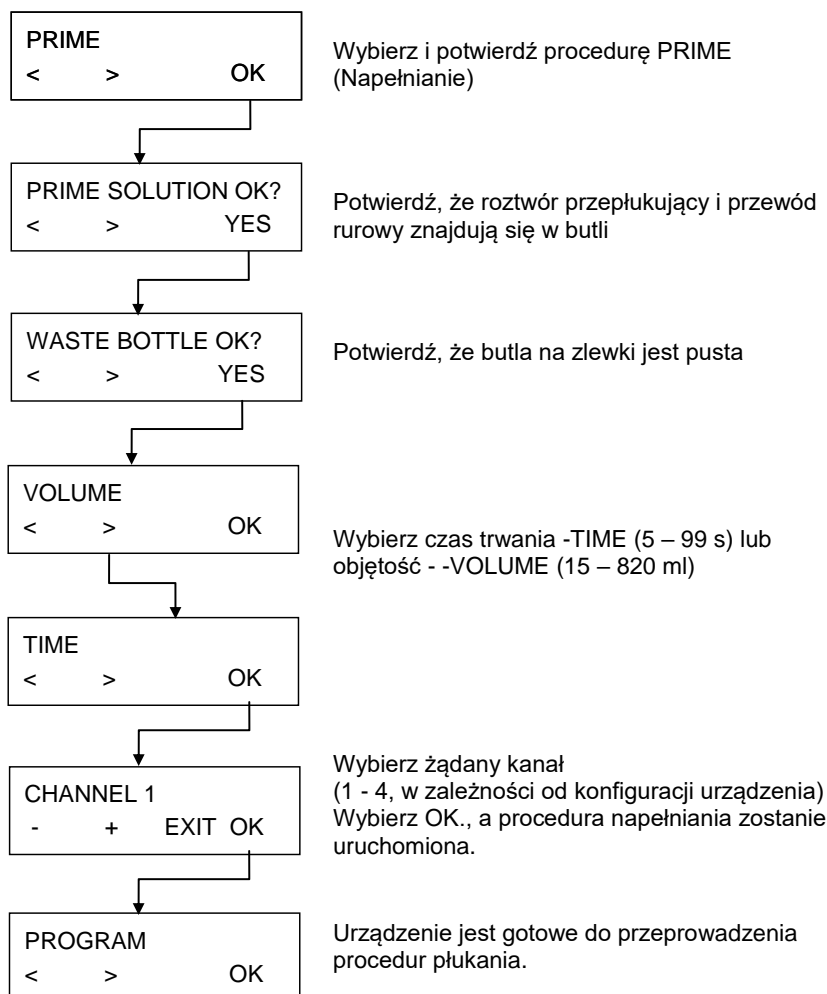 PRIME
< > OK
Wybierz i potwierdź procedurę PRIME
(Napełnianie)
PRIME SOLUTION OK?
< > YES
Potwierdź, że roztwór przepłukujący i przewód
rurowy znajdują się w butli
WASTE BOTTLE OK?
< > YES
Potwierdź, że butla na zlewki jest pusta
VOLUME
< > OK
Wybierz czas trwania -TIME (5 – 99 s) lub
objętość - -VOLUME (15 – 820 ml)
TIME
< > OK
CHANNEL 1
- + EXIT OK
Wybierz żądany kanał
(1 - 4, w zależności od konfiguracji urządzenia)
Wybierz OK., a procedura napełniania zostanie
uruchomiona.
PROGRAM
< > OK
Urządzenie jest gotowe do przeprowadzenia
procedur płukania.